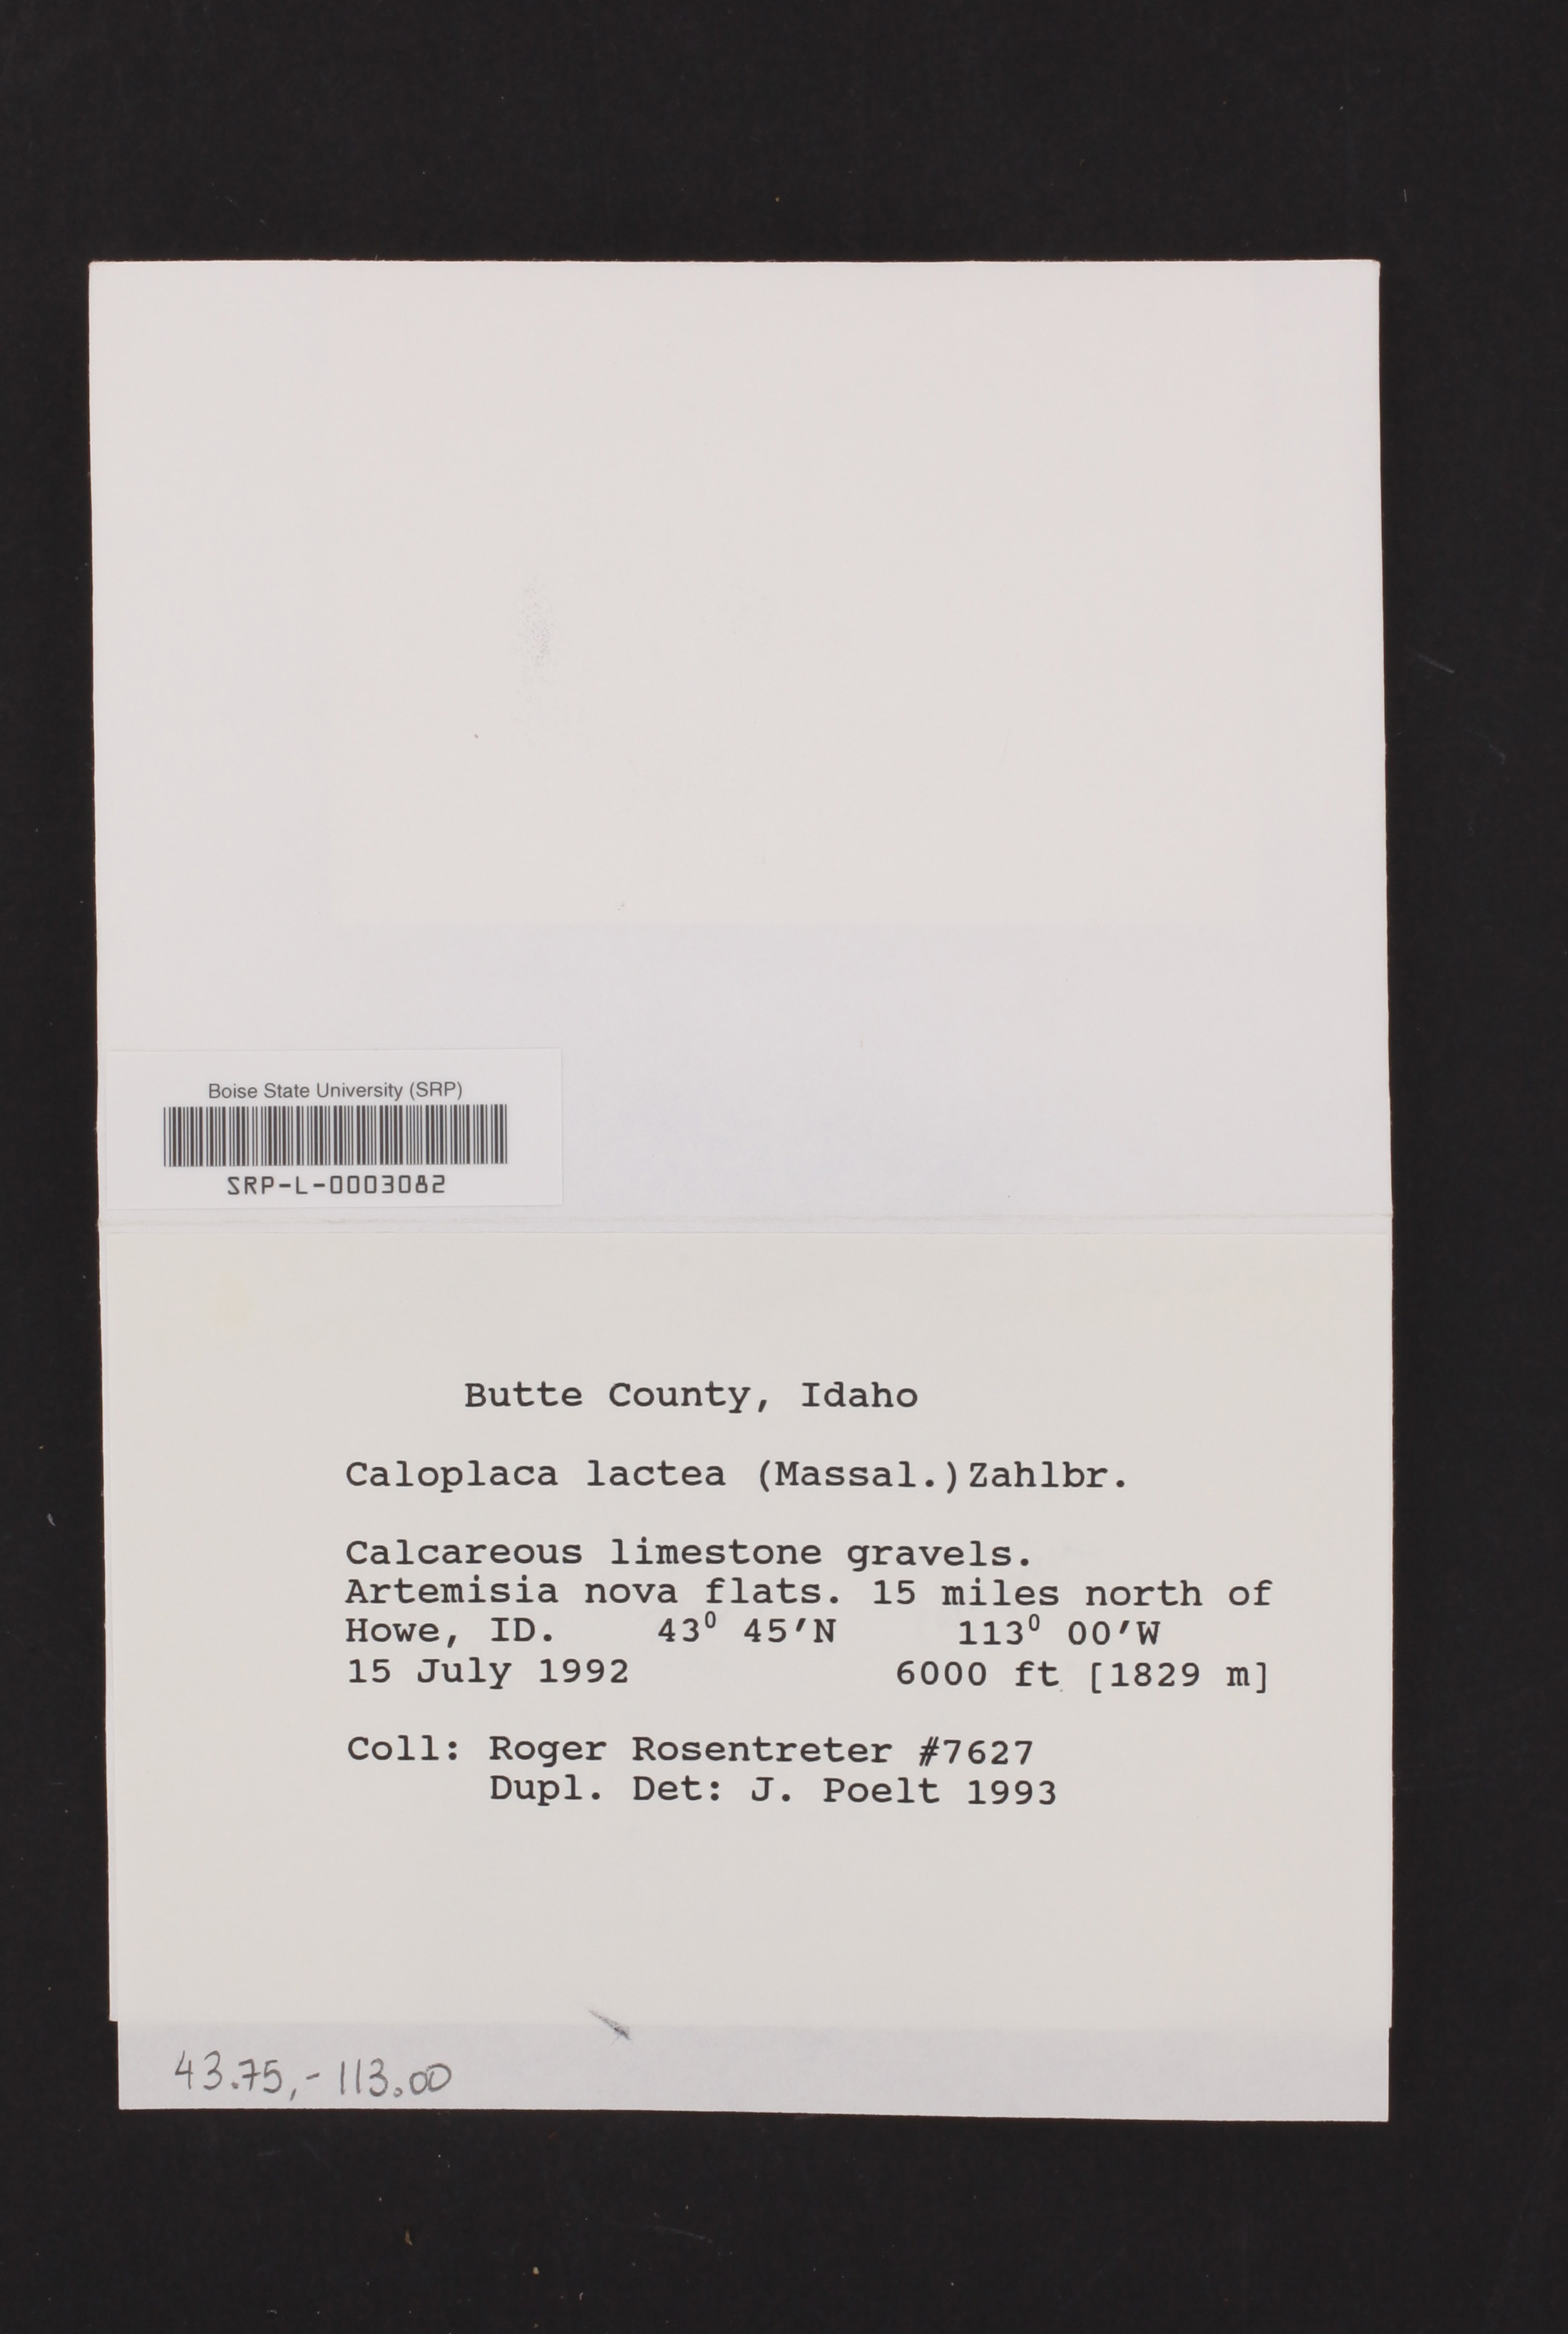 Boise State University (SRP)
SRP-L-0003082
Butte County, Idaho
Caloplaca lactea (Massal.)Zahlbr.
Calcareous limestone gravels.
Artemisia nova flats. 15 miles north of
Howe, ID. 43⁰ 45′N 113⁰ 00′W
15 July 1992 6000 ft [1829 m]
Coll: Roger Rosentreter #7627
Dupl. Det: J. Poelt 1993
43.75,-113.00